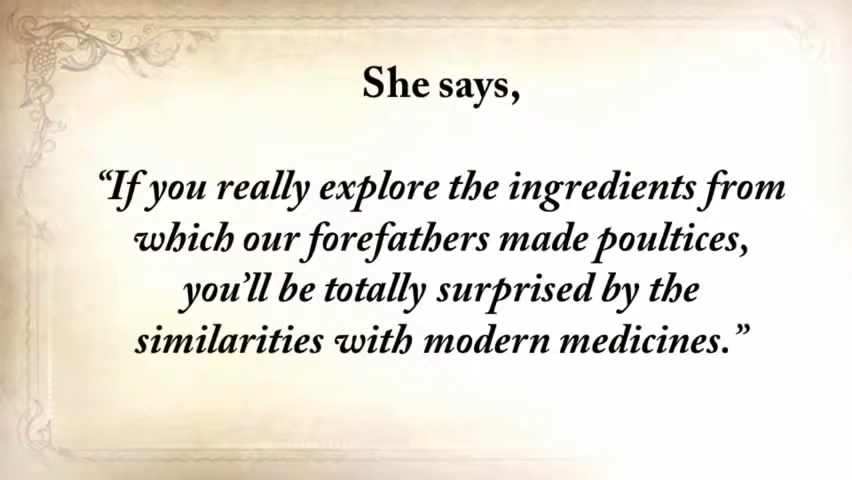 She says,
“If you really explore the ingredients from
which our forefathers made poultices,
you’ll be totally surprised by the
similarities with modern medicines.”